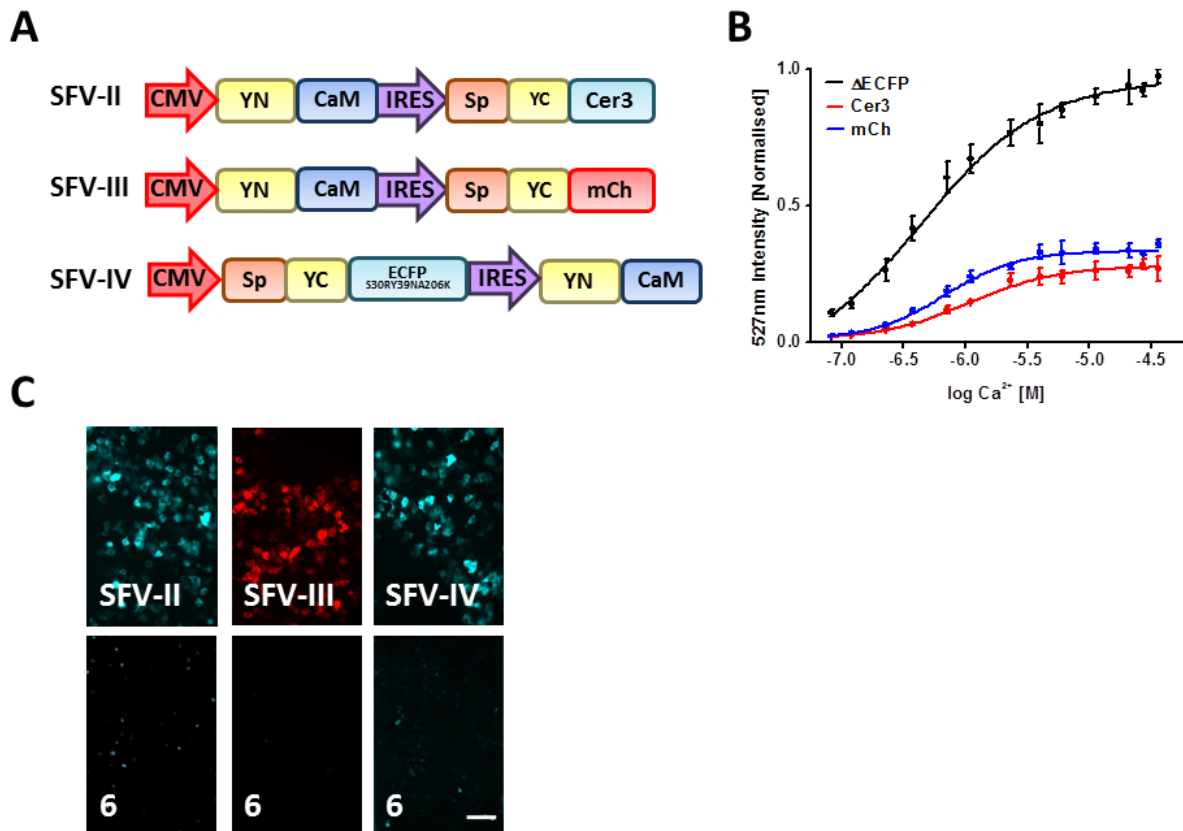 A
SFV-II CMV YN CaM IRES Sp YC Cer3
SFV-III CMV YN CaM IRES Sp YC mCh
SFV-IV CMV Sp YC ECFP S30RY39NA206K IRES YN CaM
B
527nm Intensity [Normalised]
1.0
0.5
0.0
ΔECFP
Cer3
mCh
-7.0 -6.5 -6.0 -5.5 -5.0 -4.5
log Ca²⁺ [M]
C
SFV-II SFV-III SFV-IV
6 6 6